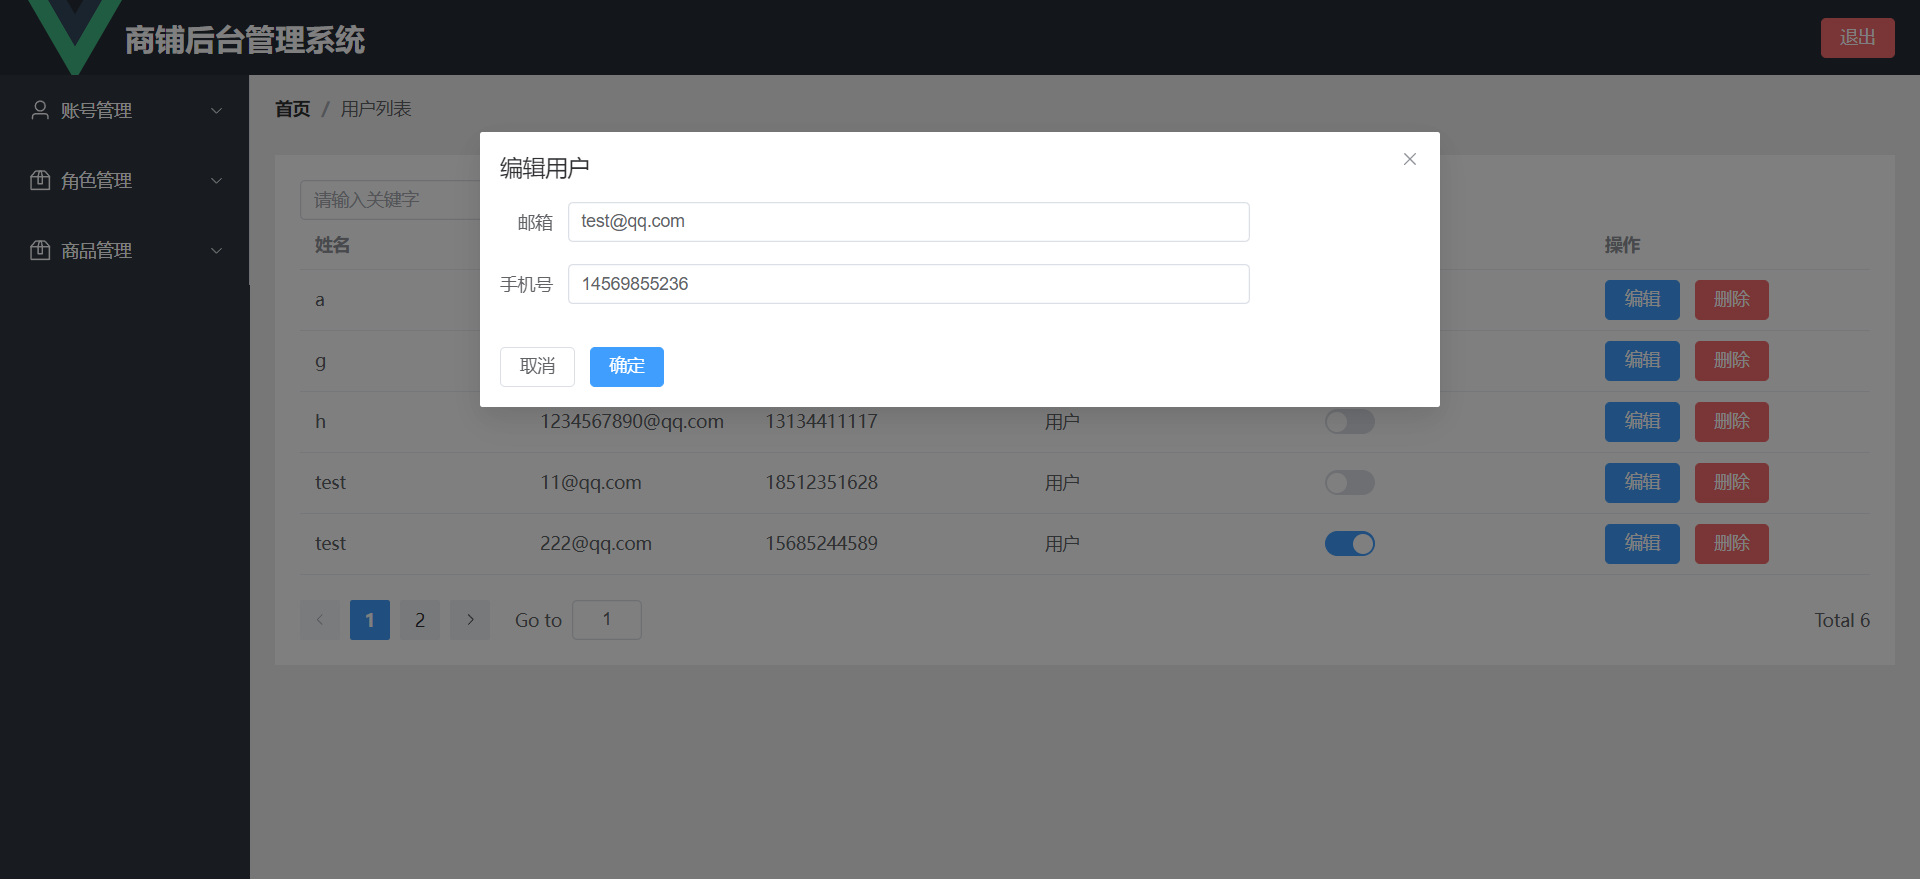 商铺后台管理系统
退出
账号管理
角色管理
商品管理
首页 / 用户列表
请输入关键字
编辑用户
邮箱 test@qq.com
手机号 14569855236
取消 确定
姓名 操作
a 编辑 删除
g 编辑 删除
h 1234567890@qq.com 13134411117 用户 编辑 删除
test 11@qq.com 18512351628 用户 编辑 删除
test 222@qq.com 15685244589 用户 编辑 删除
1 2 Go to 1 Total 6